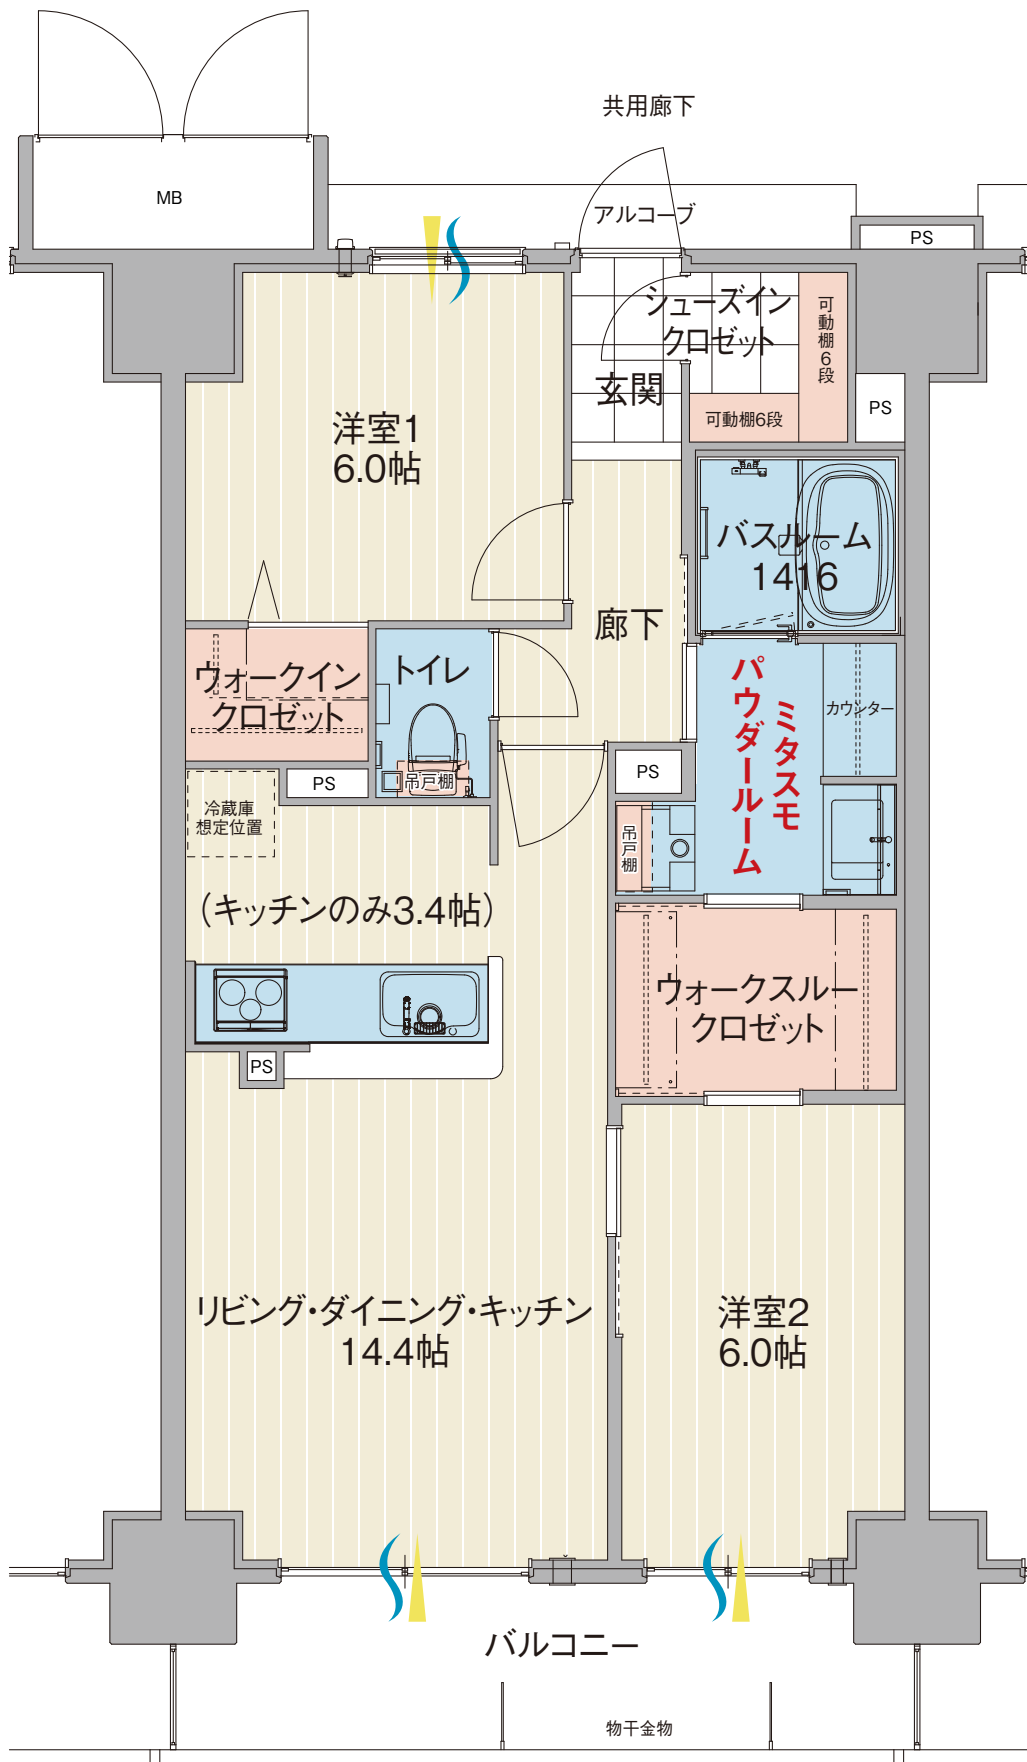 共用廊下
MB
アルコーブ
PS
シューズイン
クロゼット
可動棚6段
玄関
可動棚6段
PS
洋室1
6.0帖
バスルーム
1416
廊下
ウォークイン
クロゼット
トイレ
ミタスモ
パウダールーム
カウンター
PS
吊戸棚
PS
冷蔵庫
想定位置
吊戸棚
(キッチンのみ3.4帖)
ウォークスルー
クロゼット
PS
リビング・ダイニング・キッチン
14.4帖
洋室2
6.0帖
バルコニー
物干金物